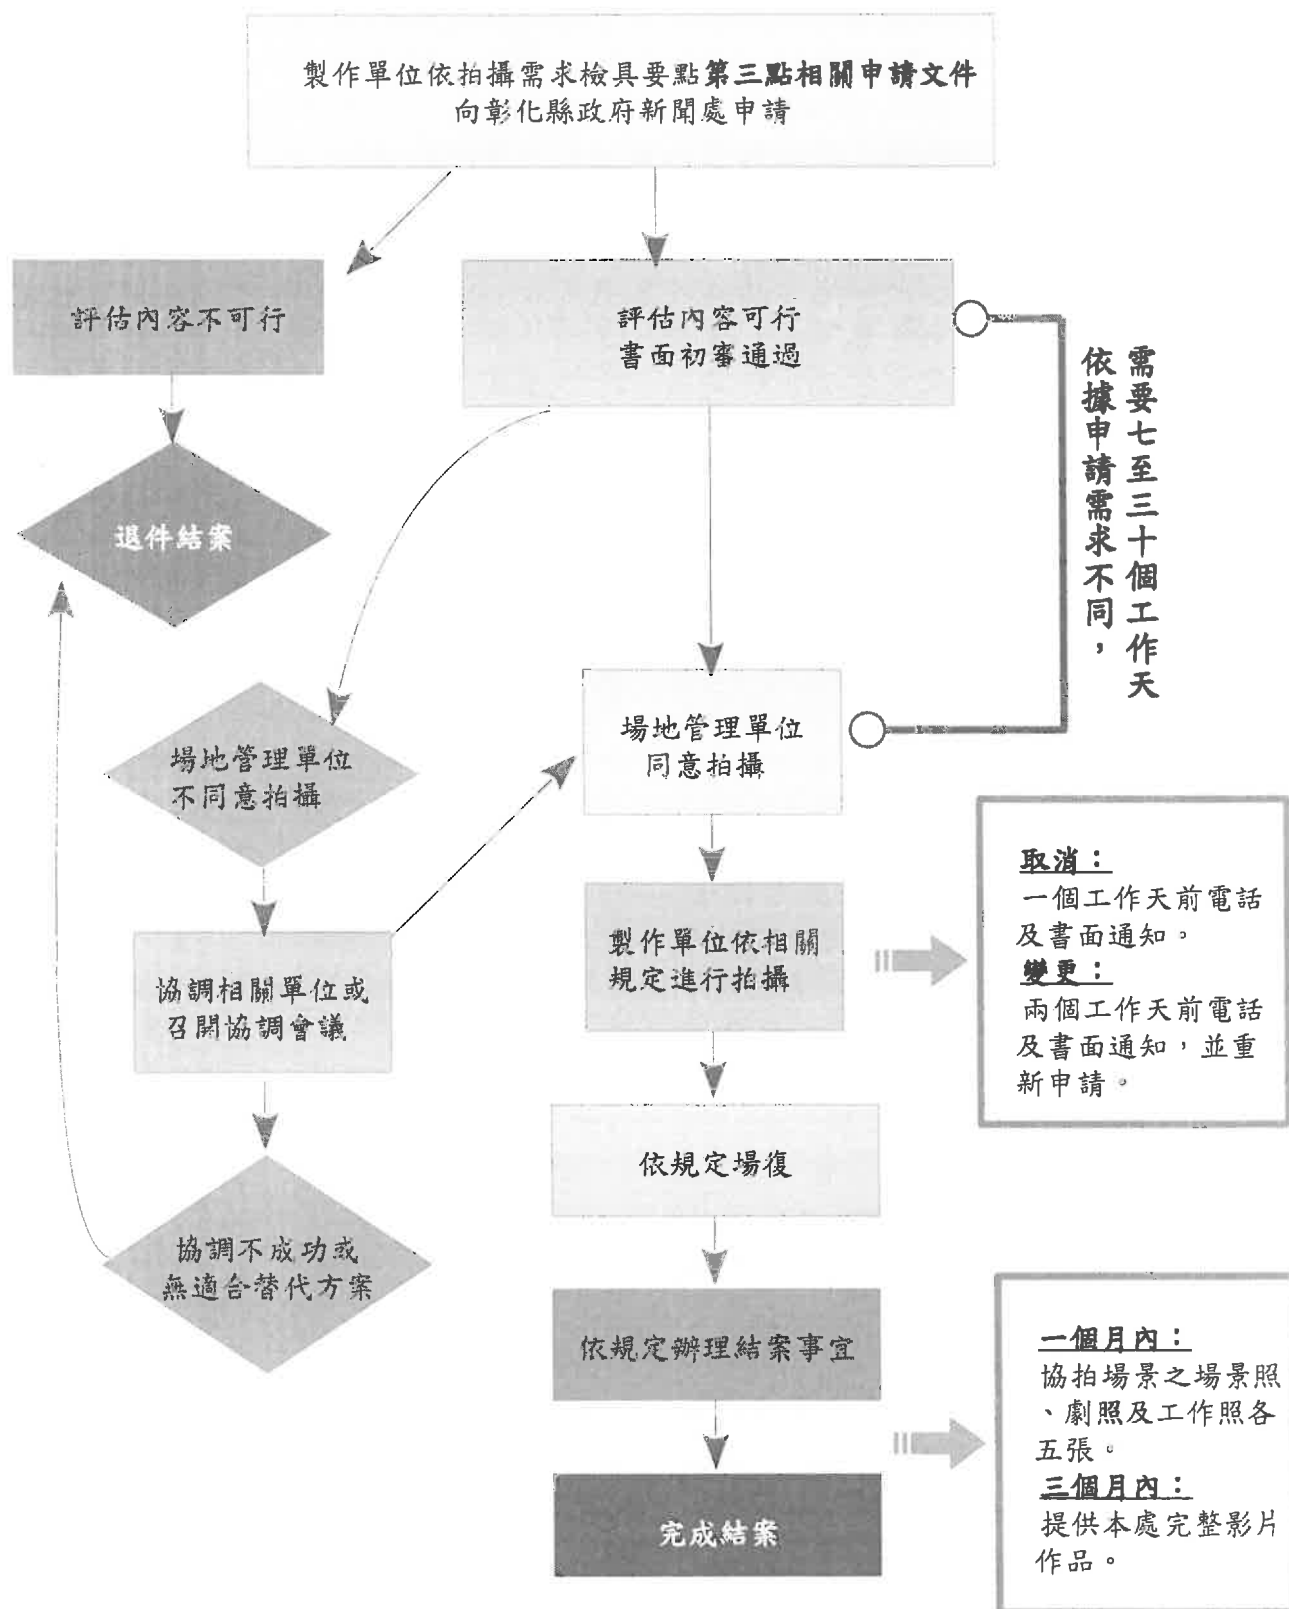 製作單位依拍攝需求檢具要點第三點相關申請文件
向彰化縣政府新聞處申請
評估內容不可行
評估內容可行
書面初審通過
需要七至三十個工作天
依據申請需求不同，
退件結案
場地管理單位
不同意拍攝
場地管理單位
同意拍攝
取消：
一個工作天前電話
及書面通知。
變更：
兩個工作天前電話
及書面通知，並重
新申請。
製作單位依相關
規定進行拍攝
協調相關單位或
召開協調會議
依規定場復
協調不成功或
無適合替代方案
依規定辦理結案事宜
一個月內：
協拍場景之場景照
、劇照及工作照各
五張。
三個月內：
提供本處完整影片
作品。
完成結案